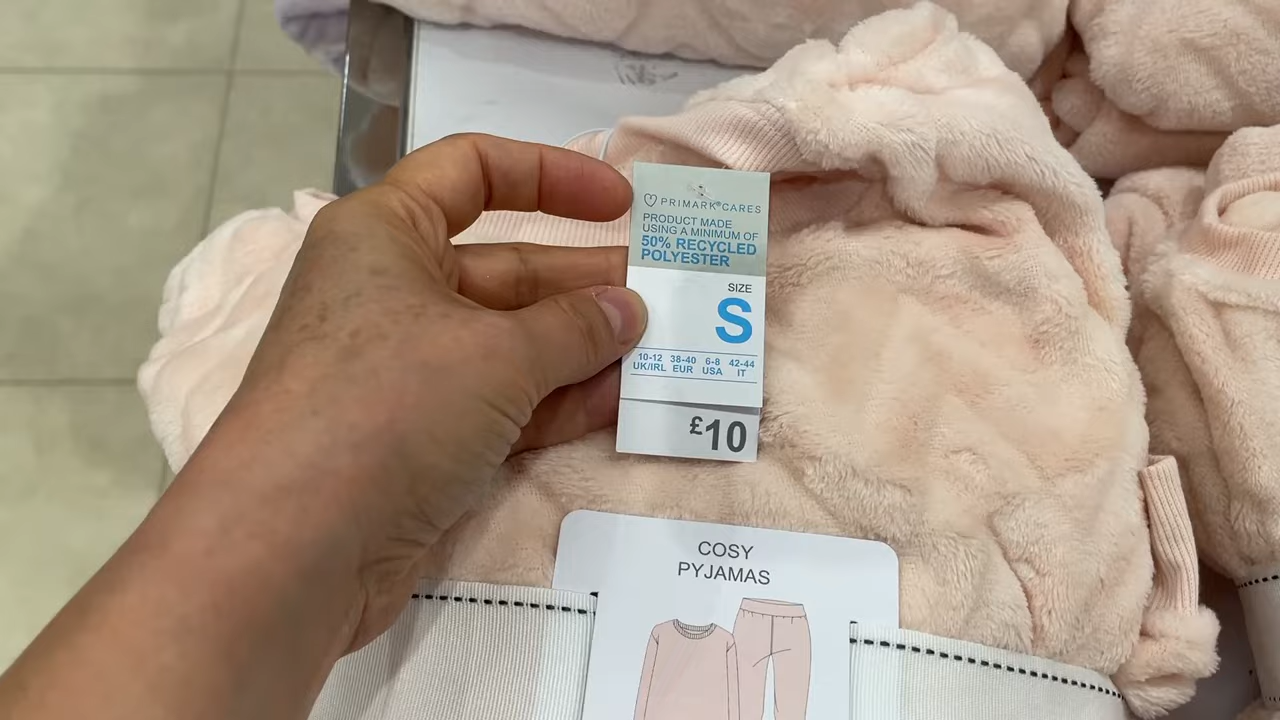 PRIMARK® CARES
PRODUCT MADE
USING A MINIMUM OF
50% RECYCLED
POLYESTER
SIZE
S
10-12 38-40 6-8 42-44
UK/IRL EUR USA IT
£10
COSY
PYJAMAS